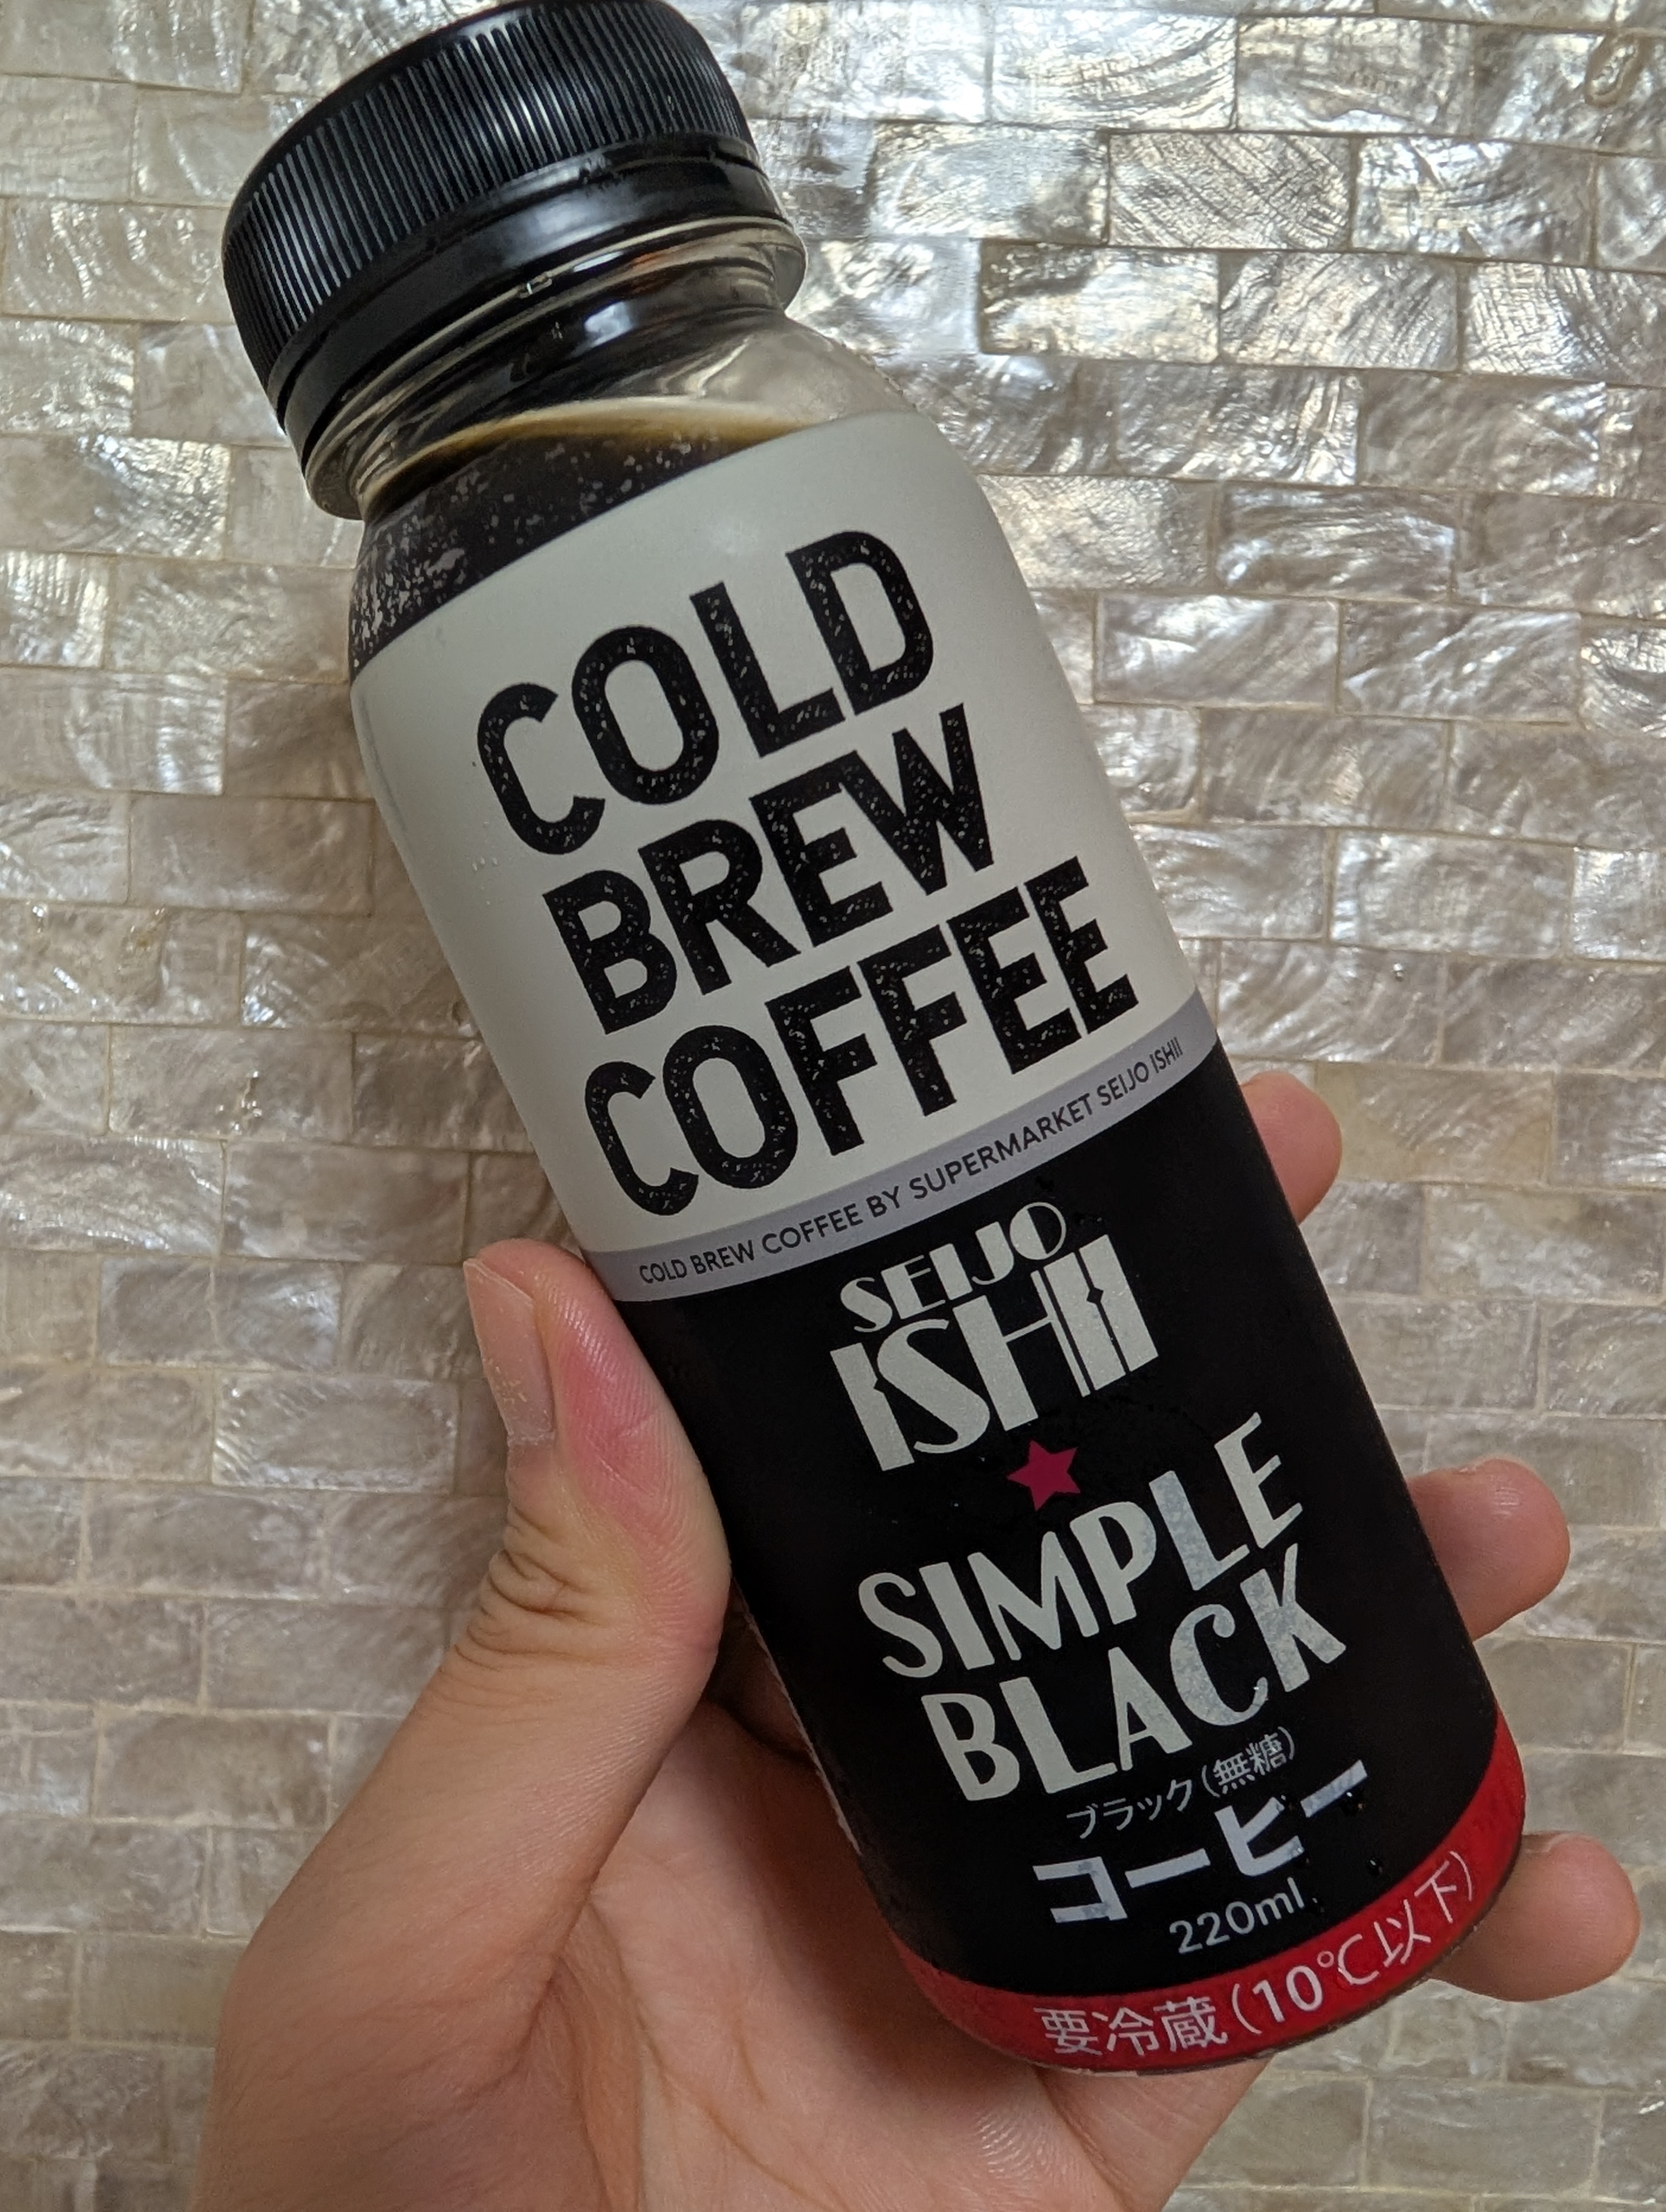 COLD
BREW
COFFEE
COLD BREW COFFEE BY SUPERMARKET SEIJO ISHII
SEIJO
ISHII
SIMPLE
BLACK
ブラック(無糖)
コーヒー
220ml
要冷蔵(10℃以下)